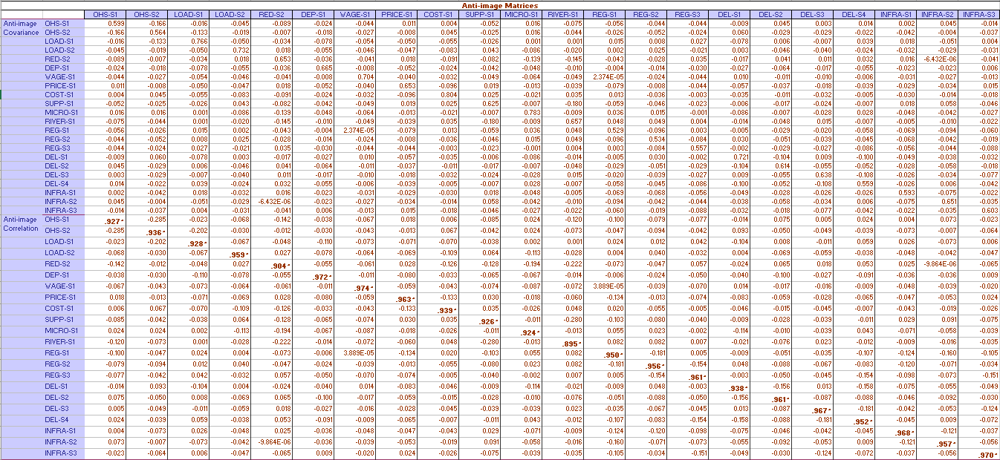 Anti-image Matrices
OHS-S1 OHS-S2 LOAD-S1 LOAD-S2 RED-S2 DEP-S1 WAGE-S1 PRICE-S1 COST-S1 SUPP-S1 MICRO-S1 RIVER-S1 REG-S1 REG-S2 REG-S3 DEL-S1 DEL-S2 DEL-S3 DEL-S4 INFRA-S1 INFRA-S2 INFRA-S3
Anti-image OHS-S1 0.599 -0.166 -0.016 -0.045 -0.089 -0.024 -0.044 0.011 0.004 -0.052 0.016 -0.075 -0.056 -0.044 -0.044 -0.009 0.045 0.003 0.014 0.002 0.045 -0.014
Covariance OHS-S2 -0.166 0.564 -0.133 -0.019 -0.007 -0.018 -0.027 -0.008 0.045 -0.025 0.016 -0.044 -0.026 -0.052 -0.024 0.060 -0.029 -0.029 -0.022 -0.042 -0.004 -0.037
LOAD-S1 -0.016 -0.133 0.766 -0.050 -0.034 -0.078 -0.054 -0.050 -0.055 -0.026 0.001 0.001 0.015 0.008 0.027 -0.078 0.006 -0.007 0.039 0.018 -0.051 0.004
LOAD-S2 -0.045 -0.019 -0.050 0.732 0.018 -0.055 -0.046 -0.047 -0.083 0.043 -0.086 -0.020 0.002 0.025 -0.021 0.003 -0.046 -0.040 -0.024 -0.032 -0.029 -0.031
RED-S2 -0.089 -0.007 -0.034 0.018 0.653 -0.036 -0.041 0.018 -0.091 -0.082 -0.139 -0.145 -0.043 -0.028 0.035 -0.017 0.041 0.011 0.032 0.016 -6.432E-06 -0.041
DEP-S1 -0.024 -0.018 -0.078 -0.055 -0.036 0.665 -0.008 -0.052 -0.024 -0.042 -0.048 -0.010 -0.004 -0.014 -0.030 -0.027 -0.064 -0.017 -0.055 -0.023 -0.023 0.006
WAGE-S1 -0.044 -0.027 -0.054 -0.046 -0.041 -0.008 0.704 -0.040 -0.032 -0.049 -0.064 -0.049 2.374E-05 -0.024 -0.044 0.010 -0.011 -0.010 -0.006 -0.031 -0.027 -0.013
PRICE-S1 0.011 -0.008 -0.050 -0.047 0.018 -0.052 -0.040 0.653 -0.096 0.019 -0.013 -0.039 -0.079 -0.008 -0.044 -0.057 -0.037 -0.018 -0.039 -0.029 -0.034 0.015
COST-S1 0.004 0.045 -0.055 -0.083 -0.091 -0.024 -0.032 -0.096 0.804 0.025 -0.021 0.035 0.013 -0.036 -0.003 -0.035 -0.011 -0.032 -0.005 -0.030 -0.014 -0.018
SUPP-S1 -0.052 -0.025 -0.026 0.043 -0.082 -0.042 -0.049 0.019 0.025 0.625 -0.007 -0.180 -0.059 -0.046 -0.023 -0.006 -0.017 -0.024 -0.007 0.018 0.058 -0.046
MICRO-S1 0.016 0.016 0.001 -0.086 -0.139 -0.048 -0.064 -0.013 -0.021 -0.007 0.783 -0.009 0.036 0.015 -0.001 -0.086 -0.007 -0.028 0.028 -0.048 -0.042 -0.027
RIVER-S1 -0.075 -0.044 0.001 -0.020 -0.145 -0.010 -0.049 -0.039 0.035 -0.180 -0.009 0.657 0.048 0.049 0.004 -0.014 -0.048 0.015 -0.007 -0.005 -0.010 -0.022
REG-S1 -0.056 -0.026 0.015 0.002 -0.043 -0.004 2.374E-05 -0.079 0.013 -0.059 0.036 0.048 0.529 -0.096 0.003 -0.005 -0.029 -0.020 -0.058 -0.069 -0.094 -0.060
REG-S2 -0.044 -0.052 0.008 0.025 -0.028 -0.014 -0.024 -0.008 -0.036 -0.046 0.015 0.049 -0.096 0.534 -0.084 0.030 -0.051 -0.039 -0.045 -0.068 -0.042 -0.019
REG-S3 -0.044 -0.024 0.027 -0.021 0.035 -0.030 -0.044 -0.044 -0.003 -0.023 -0.001 0.004 0.003 -0.084 0.557 -0.002 -0.029 -0.027 -0.086 -0.056 -0.044 -0.088
DEL-S1 -0.009 0.060 -0.078 0.003 -0.017 -0.027 0.010 -0.057 -0.035 -0.006 -0.086 -0.014 -0.005 0.030 -0.002 0.721 -0.104 0.009 -0.100 -0.049 -0.038 -0.032
DEL-S2 0.045 -0.029 0.006 -0.046 0.041 -0.064 -0.011 -0.037 -0.011 -0.017 -0.007 -0.048 -0.029 -0.051 -0.029 -0.104 0.614 -0.055 -0.052 -0.028 -0.058 -0.018
DEL-S3 0.003 -0.029 -0.007 -0.040 0.011 -0.017 -0.010 -0.018 -0.032 -0.024 -0.028 0.015 -0.020 -0.039 -0.027 0.009 -0.055 0.638 -0.108 -0.026 -0.034 -0.077
DEL-S4 0.014 -0.022 0.039 -0.024 0.032 -0.055 -0.006 -0.039 -0.005 -0.007 0.028 -0.007 -0.058 -0.045 -0.086 -0.100 -0.052 -0.108 0.559 -0.026 0.006 -0.042
INFRA-S1 0.002 -0.042 0.018 -0.032 0.016 -0.023 -0.031 -0.029 -0.030 0.018 -0.048 -0.005 -0.069 -0.068 -0.056 -0.049 -0.028 -0.026 -0.026 0.593 -0.075 -0.022
INFRA-S2 0.045 -0.004 -0.051 -0.029 -6.432E-06 -0.023 -0.027 -0.034 -0.014 0.058 -0.042 -0.010 -0.094 -0.042 -0.044 -0.038 -0.058 -0.034 0.006 -0.075 0.651 -0.035
INFRA-S3 -0.014 -0.037 0.004 -0.031 -0.041 0.006 -0.013 0.015 -0.018 -0.046 -0.027 -0.022 -0.060 -0.019 -0.088 -0.032 -0.018 -0.077 -0.042 -0.022 -0.035 0.603
Anti-image OHS-S1 .927ᵃ -0.285 -0.023 -0.068 -0.142 -0.038 -0.067 0.018 0.006 -0.085 0.024 -0.120 -0.100 -0.079 -0.077 -0.014 0.075 0.005 0.024 0.004 0.073 -0.023
Correlation OHS-S2 -0.285 .936ᵃ -0.202 -0.030 -0.012 -0.030 -0.043 -0.013 0.067 -0.042 0.024 -0.073 -0.047 -0.094 -0.042 0.093 -0.050 -0.049 -0.039 -0.073 -0.007 -0.064
LOAD-S1 -0.023 -0.202 .928ᵃ -0.067 -0.048 -0.110 -0.073 -0.071 -0.070 -0.038 0.002 0.001 0.024 0.012 0.042 -0.104 0.008 -0.011 0.059 0.026 -0.073 0.006
LOAD-S2 -0.068 -0.030 -0.067 .959ᵃ 0.027 -0.078 -0.064 -0.069 -0.109 0.064 -0.113 -0.028 0.004 0.040 -0.032 0.004 -0.069 -0.059 -0.038 -0.048 -0.042 -0.047
RED-S2 -0.142 -0.012 -0.048 0.027 .904ᵃ -0.055 -0.061 0.028 -0.126 -0.128 -0.194 -0.222 -0.073 -0.047 0.057 -0.024 0.065 0.018 0.053 0.025 -9.864E-06 -0.065
DEP-S1 -0.038 -0.030 -0.110 -0.078 -0.055 .972ᵃ -0.011 -0.080 -0.033 -0.065 -0.067 -0.014 -0.006 -0.024 -0.050 -0.040 -0.100 -0.027 -0.091 -0.036 -0.036 0.009
WAGE-S1 -0.067 -0.043 -0.073 -0.064 -0.061 -0.011 .974ᵃ -0.059 -0.043 -0.074 -0.087 -0.072 3.889E-05 -0.039 -0.070 0.014 -0.017 -0.016 -0.009 -0.048 -0.039 -0.020
PRICE-S1 0.018 -0.013 -0.071 -0.069 0.028 -0.080 -0.059 .963ᵃ -0.133 0.030 -0.018 -0.060 -0.134 -0.013 -0.074 -0.083 -0.059 -0.028 -0.065 -0.047 -0.053 0.024
COST-S1 0.006 0.067 -0.070 -0.109 -0.126 -0.033 -0.043 -0.133 .939ᵃ 0.035 -0.026 0.048 0.020 -0.055 -0.005 -0.046 -0.015 -0.045 -0.007 -0.043 -0.019 -0.026
SUPP-S1 -0.085 -0.042 -0.038 0.064 -0.128 -0.065 -0.074 0.030 0.035 .926ᵃ -0.011 -0.280 -0.103 -0.080 -0.040 -0.009 -0.028 -0.039 -0.011 0.029 0.091 -0.075
MICRO-S1 0.024 0.024 0.002 -0.113 -0.194 -0.067 -0.087 -0.018 -0.026 -0.011 .924ᵃ -0.013 0.055 0.023 -0.002 -0.114 -0.010 -0.039 0.043 -0.071 -0.058 -0.039
RIVER-S1 -0.120 -0.073 0.001 -0.028 -0.222 -0.014 -0.072 -0.060 0.048 -0.280 -0.013 .895ᵃ 0.082 0.082 0.007 -0.021 -0.076 0.023 -0.012 -0.009 -0.016 -0.035
REG-S1 -0.100 -0.047 0.024 0.004 -0.073 -0.006 3.889E-05 -0.134 0.020 -0.103 0.055 0.082 .950ᵃ -0.181 0.005 -0.009 -0.051 -0.035 -0.107 -0.124 -0.160 -0.105
REG-S2 -0.079 -0.094 0.012 0.040 -0.047 -0.024 -0.039 -0.013 -0.055 -0.080 0.023 0.082 -0.181 .956ᵃ -0.154 0.048 -0.088 -0.067 -0.083 -0.120 -0.071 -0.034
REG-S3 -0.077 -0.042 0.042 -0.032 0.057 -0.050 -0.070 -0.074 -0.005 -0.040 -0.002 0.007 0.005 -0.154 .961ᵃ -0.003 -0.050 -0.045 -0.154 -0.098 -0.073 -0.151
DEL-S1 -0.014 0.093 -0.104 0.004 -0.024 -0.040 0.014 -0.083 -0.046 -0.009 -0.114 -0.021 -0.009 0.048 -0.003 .938ᵃ -0.156 0.013 -0.158 -0.075 -0.055 -0.049
DEL-S2 0.075 -0.050 0.008 -0.069 0.065 -0.100 -0.017 -0.059 -0.015 -0.028 -0.010 -0.076 -0.051 -0.088 -0.050 -0.156 .961ᵃ -0.087 -0.088 -0.046 -0.092 -0.030
DEL-S3 0.005 -0.049 -0.011 -0.059 0.018 -0.027 -0.016 -0.028 -0.045 -0.039 -0.039 0.023 -0.035 -0.067 -0.045 0.013 -0.087 .967ᵃ -0.181 -0.042 -0.053 -0.124
DEL-S4 0.024 -0.039 0.059 -0.038 0.053 -0.091 -0.009 -0.065 -0.007 -0.011 0.043 -0.012 -0.107 -0.083 -0.154 -0.158 -0.088 -0.181 .952ᵃ -0.045 0.009 -0.072
INFRA-S1 0.004 -0.073 0.026 -0.048 0.025 -0.036 -0.048 -0.047 -0.043 0.029 -0.071 -0.009 -0.124 -0.120 -0.098 -0.075 -0.046 -0.042 -0.045 .968ᵃ -0.121 -0.037
INFRA-S2 0.073 -0.007 -0.073 -0.042 -9.864E-06 -0.036 -0.039 -0.053 -0.019 0.091 -0.058 -0.016 -0.160 -0.071 -0.073 -0.055 -0.092 -0.053 0.009 -0.121 .957ᵃ -0.056
INFRA-S3 -0.023 -0.064 0.006 -0.047 -0.065 0.009 -0.020 0.024 -0.026 -0.075 -0.039 -0.035 -0.105 -0.034 -0.151 -0.049 -0.030 -0.124 -0.072 -0.037 -0.056 .970ᵃ